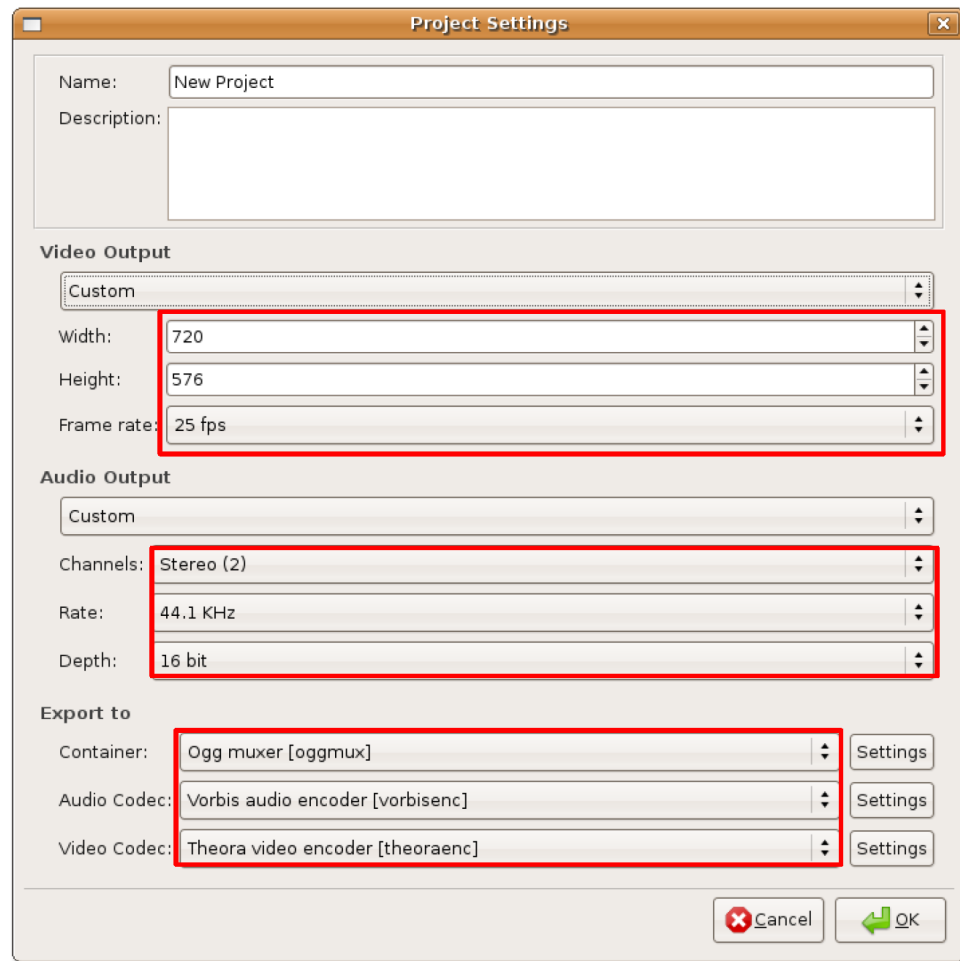 Project Settings
Name: New Project
Description:
Video Output
Custom
Width: 720
Height: 576
Frame rate: 25 fps
Audio Output
Custom
Channels: Stereo (2)
Rate: 44.1 KHz
Depth: 16 bit
Export to
Container: Ogg muxer [oggmux] Settings
Audio Codec: Vorbis audio encoder [vorbisenc] Settings
Video Codec: Theora video encoder [theoraenc] Settings
Cancel OK